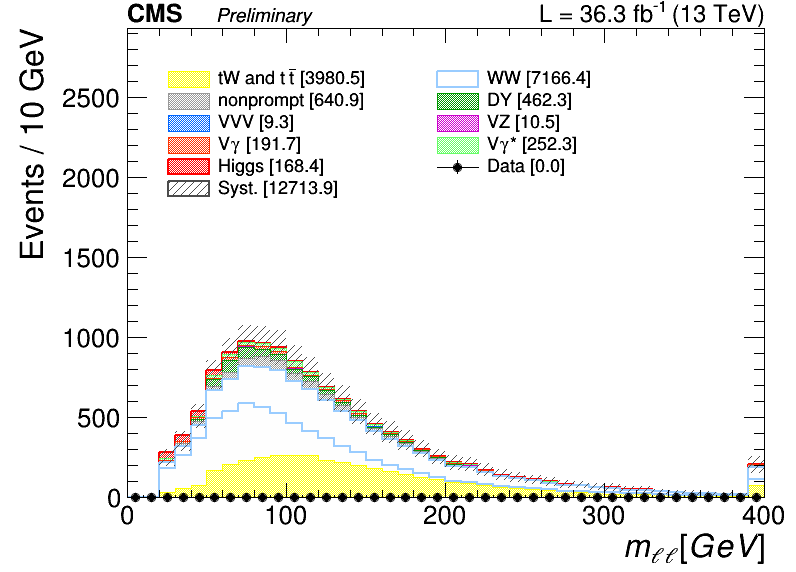 CMS Preliminary L = 36.3 fb⁻¹ (13 TeV)
Events / 10 GeV
tW and t t̄ [3980.5] WW [7166.4]
nonprompt [640.9] DY [462.3]
VVV [9.3] VZ [10.5]
Vγ [191.7] Vγ* [252.3]
Higgs [168.4] Data [0.0]
Syst. [12713.9]
2500
2000
1500
1000
500
0
0 100 200 300 400
mℓℓ[GeV]